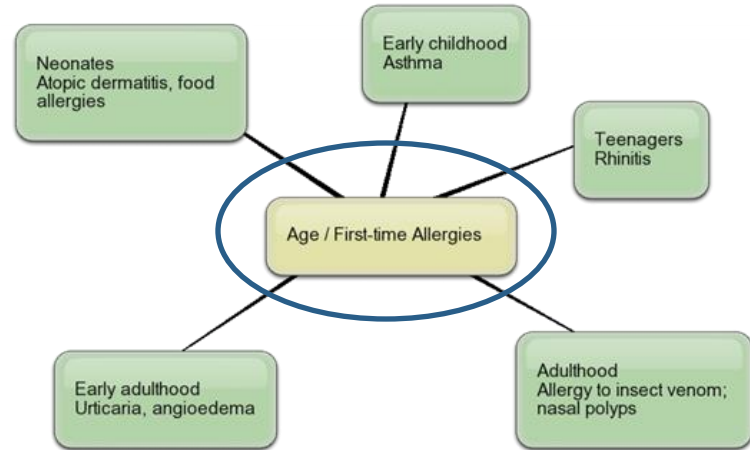 Neonates
Atopic dermatitis, food
allergies
Early childhood
Asthma
Teenagers
Rhinitis
Age / First-time Allergies
Early adulthood
Urticaria, angioedema
Adulthood
Allergy to insect venom;
nasal polyps